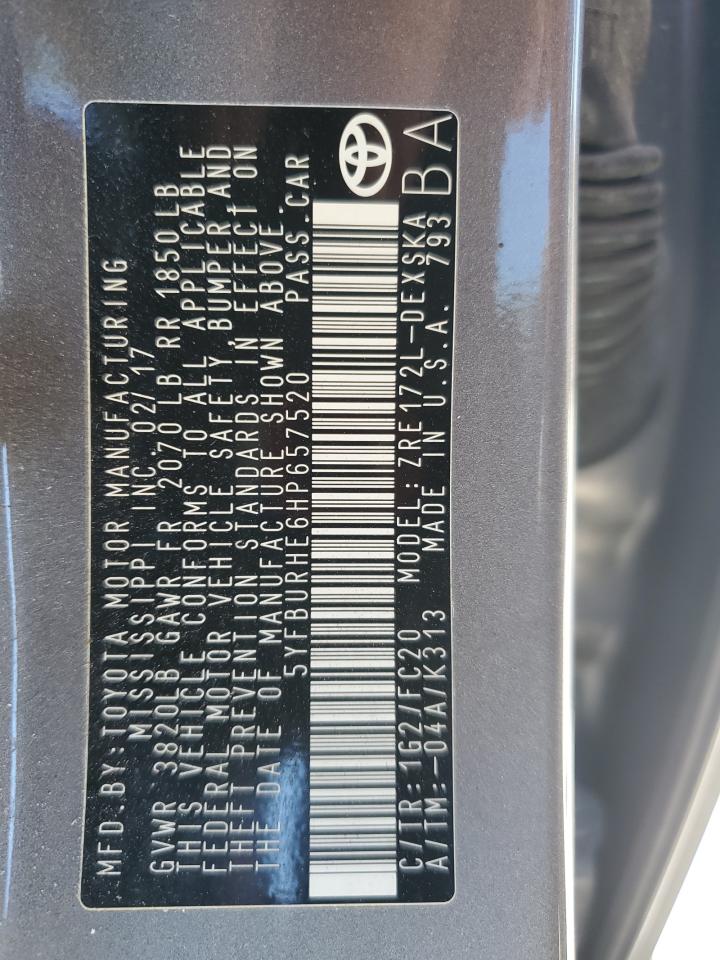 MFD.BY:TOYOTA MOTOR MANUFACTURING
MISSISSIPPI INC.02/17
GVWR 3820LB GAWR FR 2070 LB RR 1850LB
THIS VEHICLE CONFORMS TO ALL APPLICABLE
FEDERAL MOTOR VEHICLE SAFETY, BUMPER AND
THEFT PREVENTION STANDARDS IN EFFECT ON
THE DATE OF MANUFACTURE SHOWN ABOVE.
5YFBURHE6HP657520 PASS.CAR
C/TR:1G2/FC20 MODEL:ZRE172L-DEXSKA
A/TM:-04A/K313 MADE IN U.S.A. 793
BA